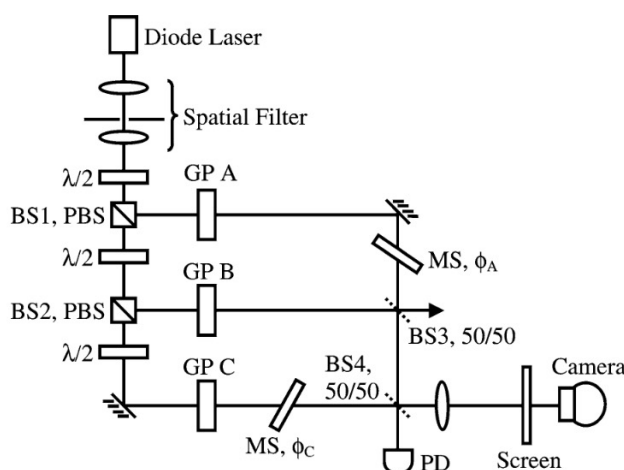 Diode Laser
Spatial Filter
λ/2
GP A
BS1, PBS
MS, ϕA
λ/2
GP B
BS2, PBS
BS3, 50/50
λ/2
GP C
BS4,
50/50
Camera
MS, ϕC
PD
Screen